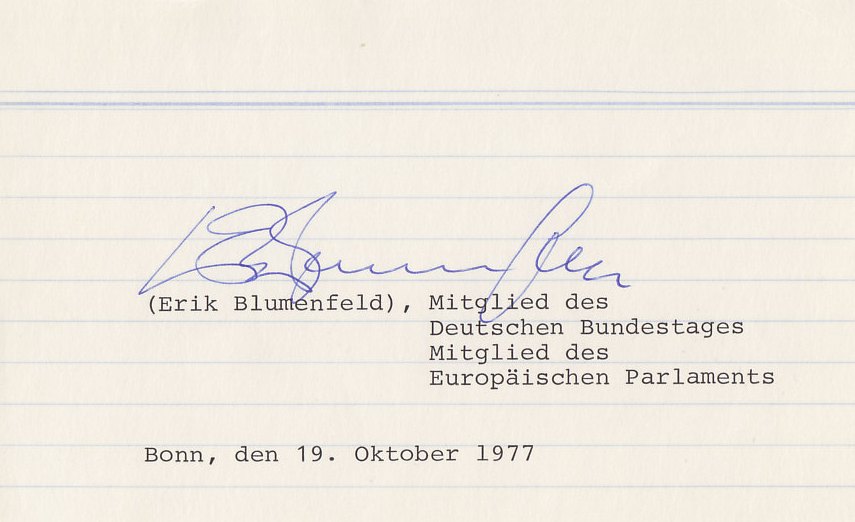 (Erik Blumenfeld), Mitglied des
Deutschen Bundestages
Mitglied des
Europäischen Parlaments
Bonn, den 19. Oktober 1977